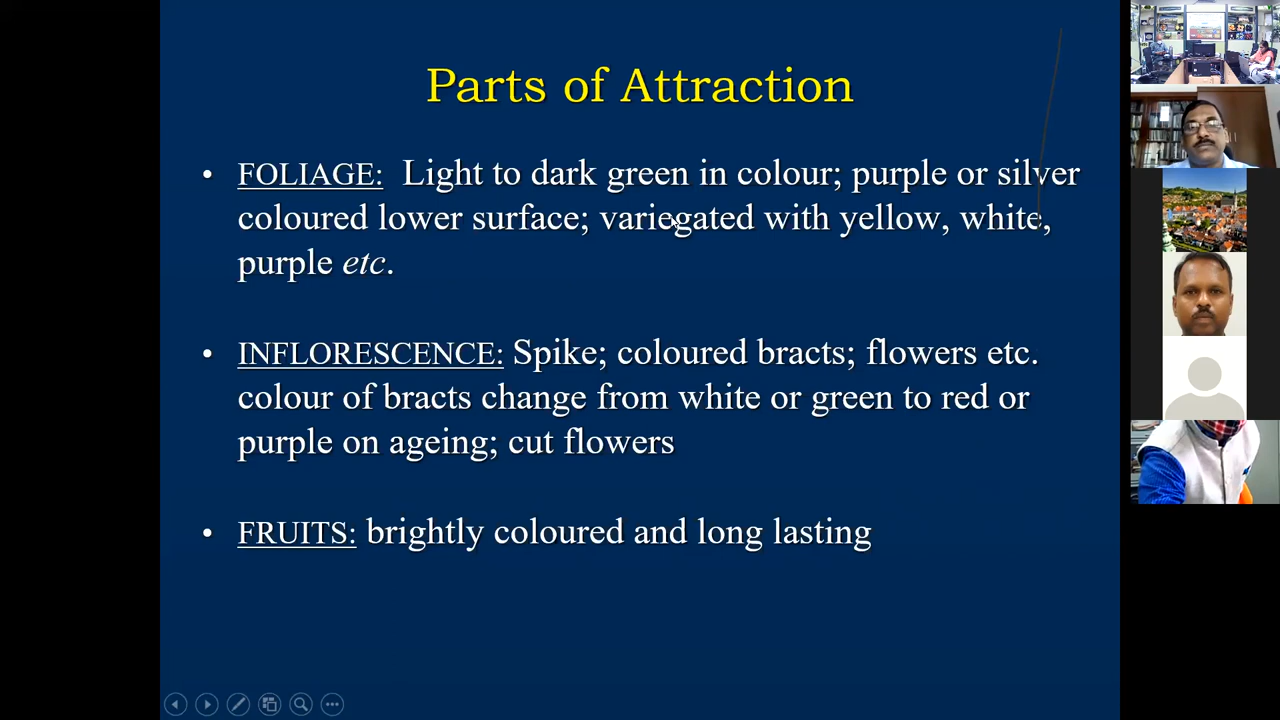 Parts of Attraction
• FOLIAGE: Light to dark green in colour; purple or silver
coloured lower surface; variegated with yellow, white,
purple etc.
• INFLORESCENCE: Spike; coloured bracts; flowers etc.
colour of bracts change from white or green to red or
purple on ageing; cut flowers
• FRUITS: brightly coloured and long lasting